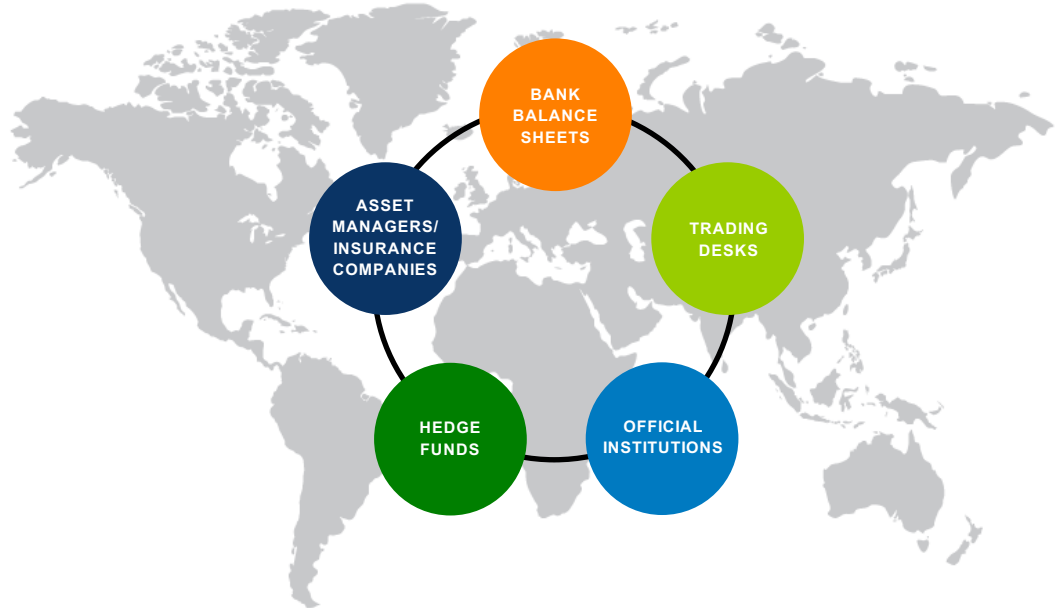 BANK
BALANCE
SHEETS
TRADING
DESKS
OFFICIAL
INSTITUTIONS
HEDGE
FUNDS
ASSET
MANAGERS/
INSURANCE
COMPANIES